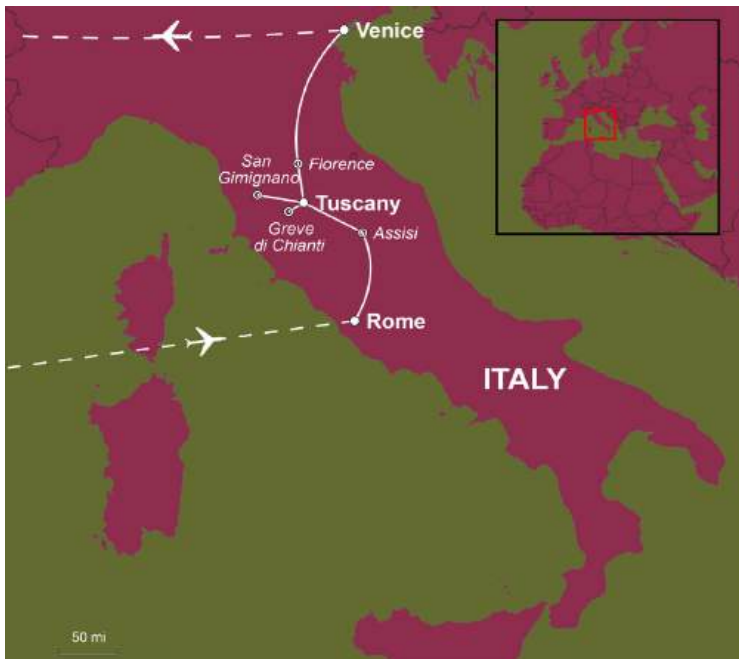 Venice
San
Gimignano
Florence
Tuscany
Greve
di Chianti
Assisi
Rome
ITALY
50 mi